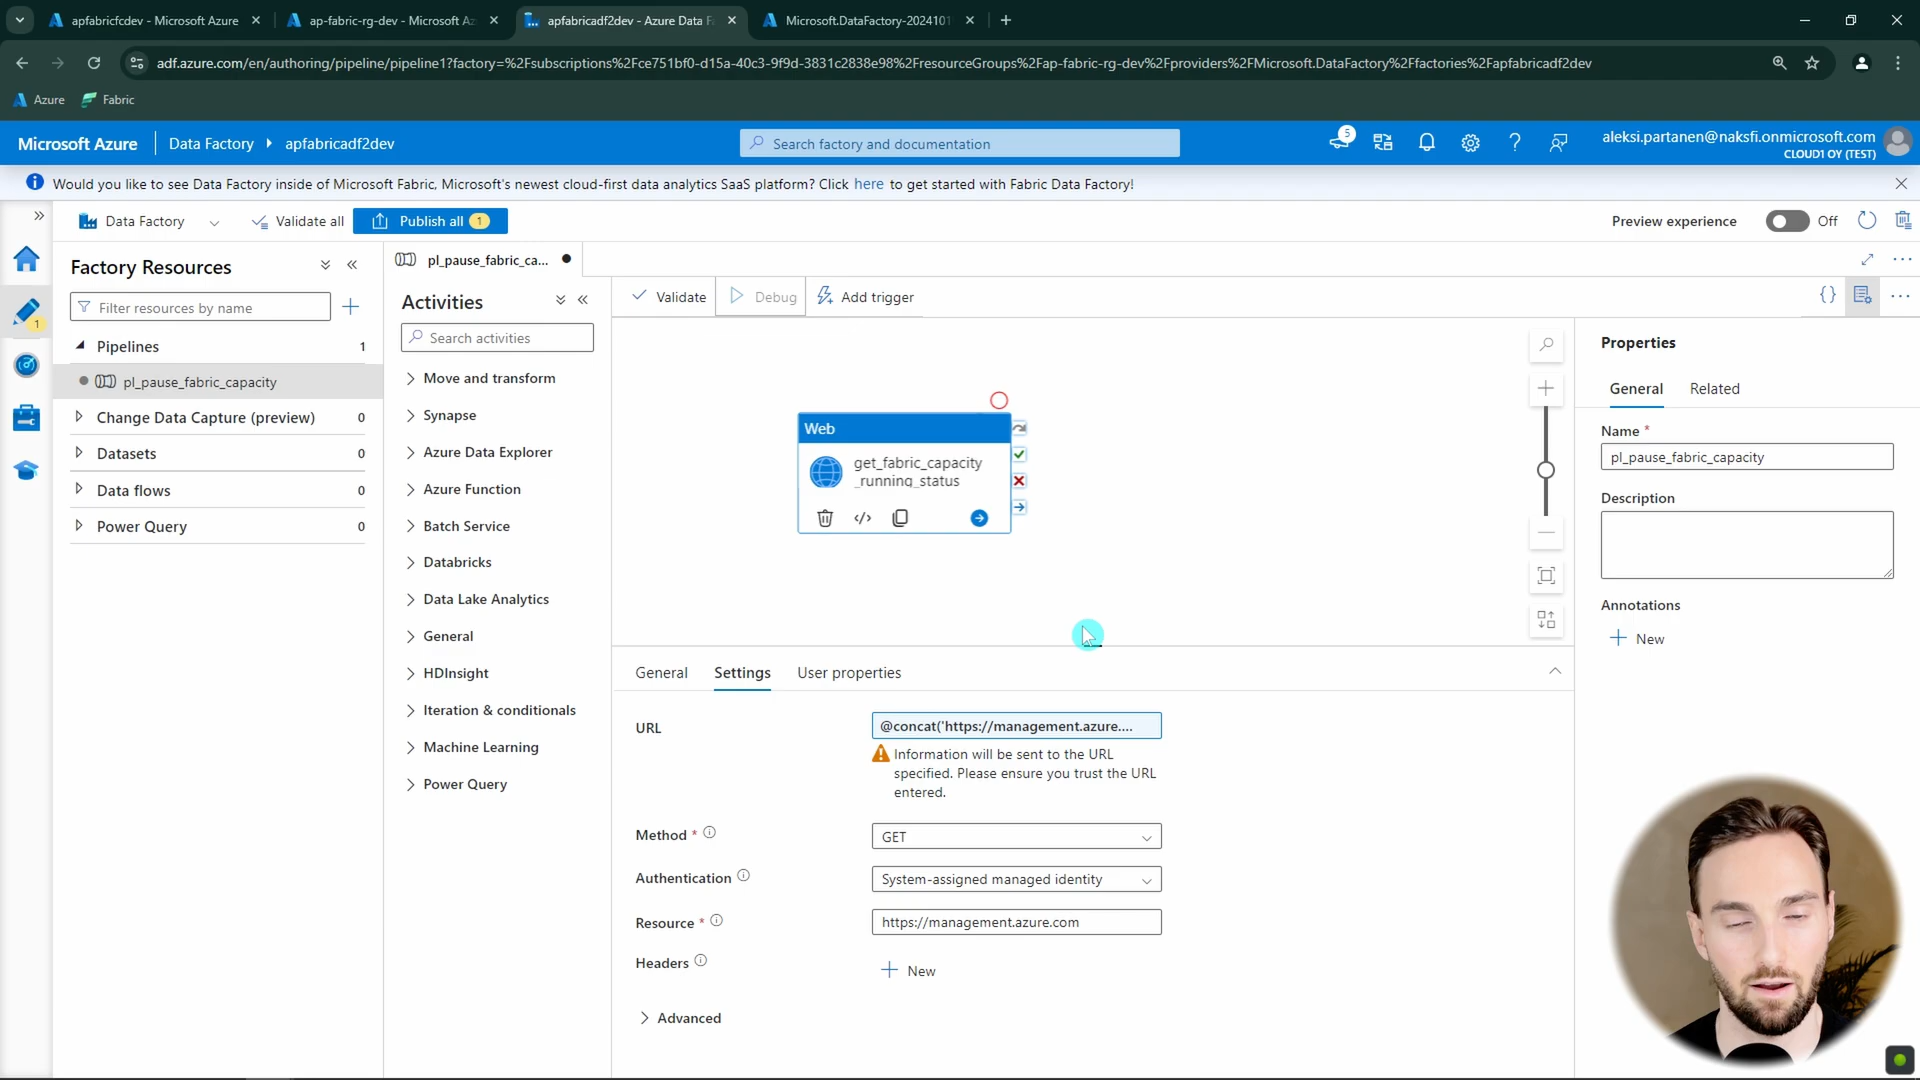 apfabricfcdev - Microsoft Azure
ap-fabric-rg-dev - Microsoft Az
apfabricadf2dev - Azure Data F
Microsoft.DataFactory-2024101
adf.azure.com/en/authoring/pipeline/pipeline1?factory=%2Fsubscriptions%2Fce751bf0-d15a-40c3-9f9d-3831c2838e98%2FresourceGroups%2Fap-fabric-rg-dev%2Fproviders%2FMicrosoft.DataFactory%2Ffactories%2Fapfabricadf2dev
Azure
Fabric
Microsoft Azure
Data Factory
apfabricadf2dev
Search factory and documentation
5
aleksi.partanen@naksfi.onmicrosoft.com
CLOUD1 OY (TEST)
Would you like to see Data Factory inside of Microsoft Fabric, Microsoft's newest cloud-first data analytics SaaS platform? Click here to get started with Fabric Data Factory!
Data Factory
Validate all
Publish all 1
Preview experience
Off
1
Factory Resources
Filter resources by name
Pipelines 1
pl_pause_fabric_capacity
Change Data Capture (preview) 0
Datasets 0
Data flows 0
Power Query 0
pl_pause_fabric_ca...
Activities
Search activities
Move and transform
Synapse
Azure Data Explorer
Azure Function
Batch Service
Databricks
Data Lake Analytics
General
HDInsight
Iteration & conditionals
Machine Learning
Power Query
Validate
Debug
Add trigger
Web
get_fabric_capacity
_running_status
General
Settings
User properties
URL
@concat('https://management.azure....
Information will be sent to the URL
specified. Please ensure you trust the URL
entered.
Method *
GET
Authentication
System-assigned managed identity
Resource *
https://management.azure.com
Headers
New
Advanced
Properties
General
Related
Name *
pl_pause_fabric_capacity
Description
Annotations
New